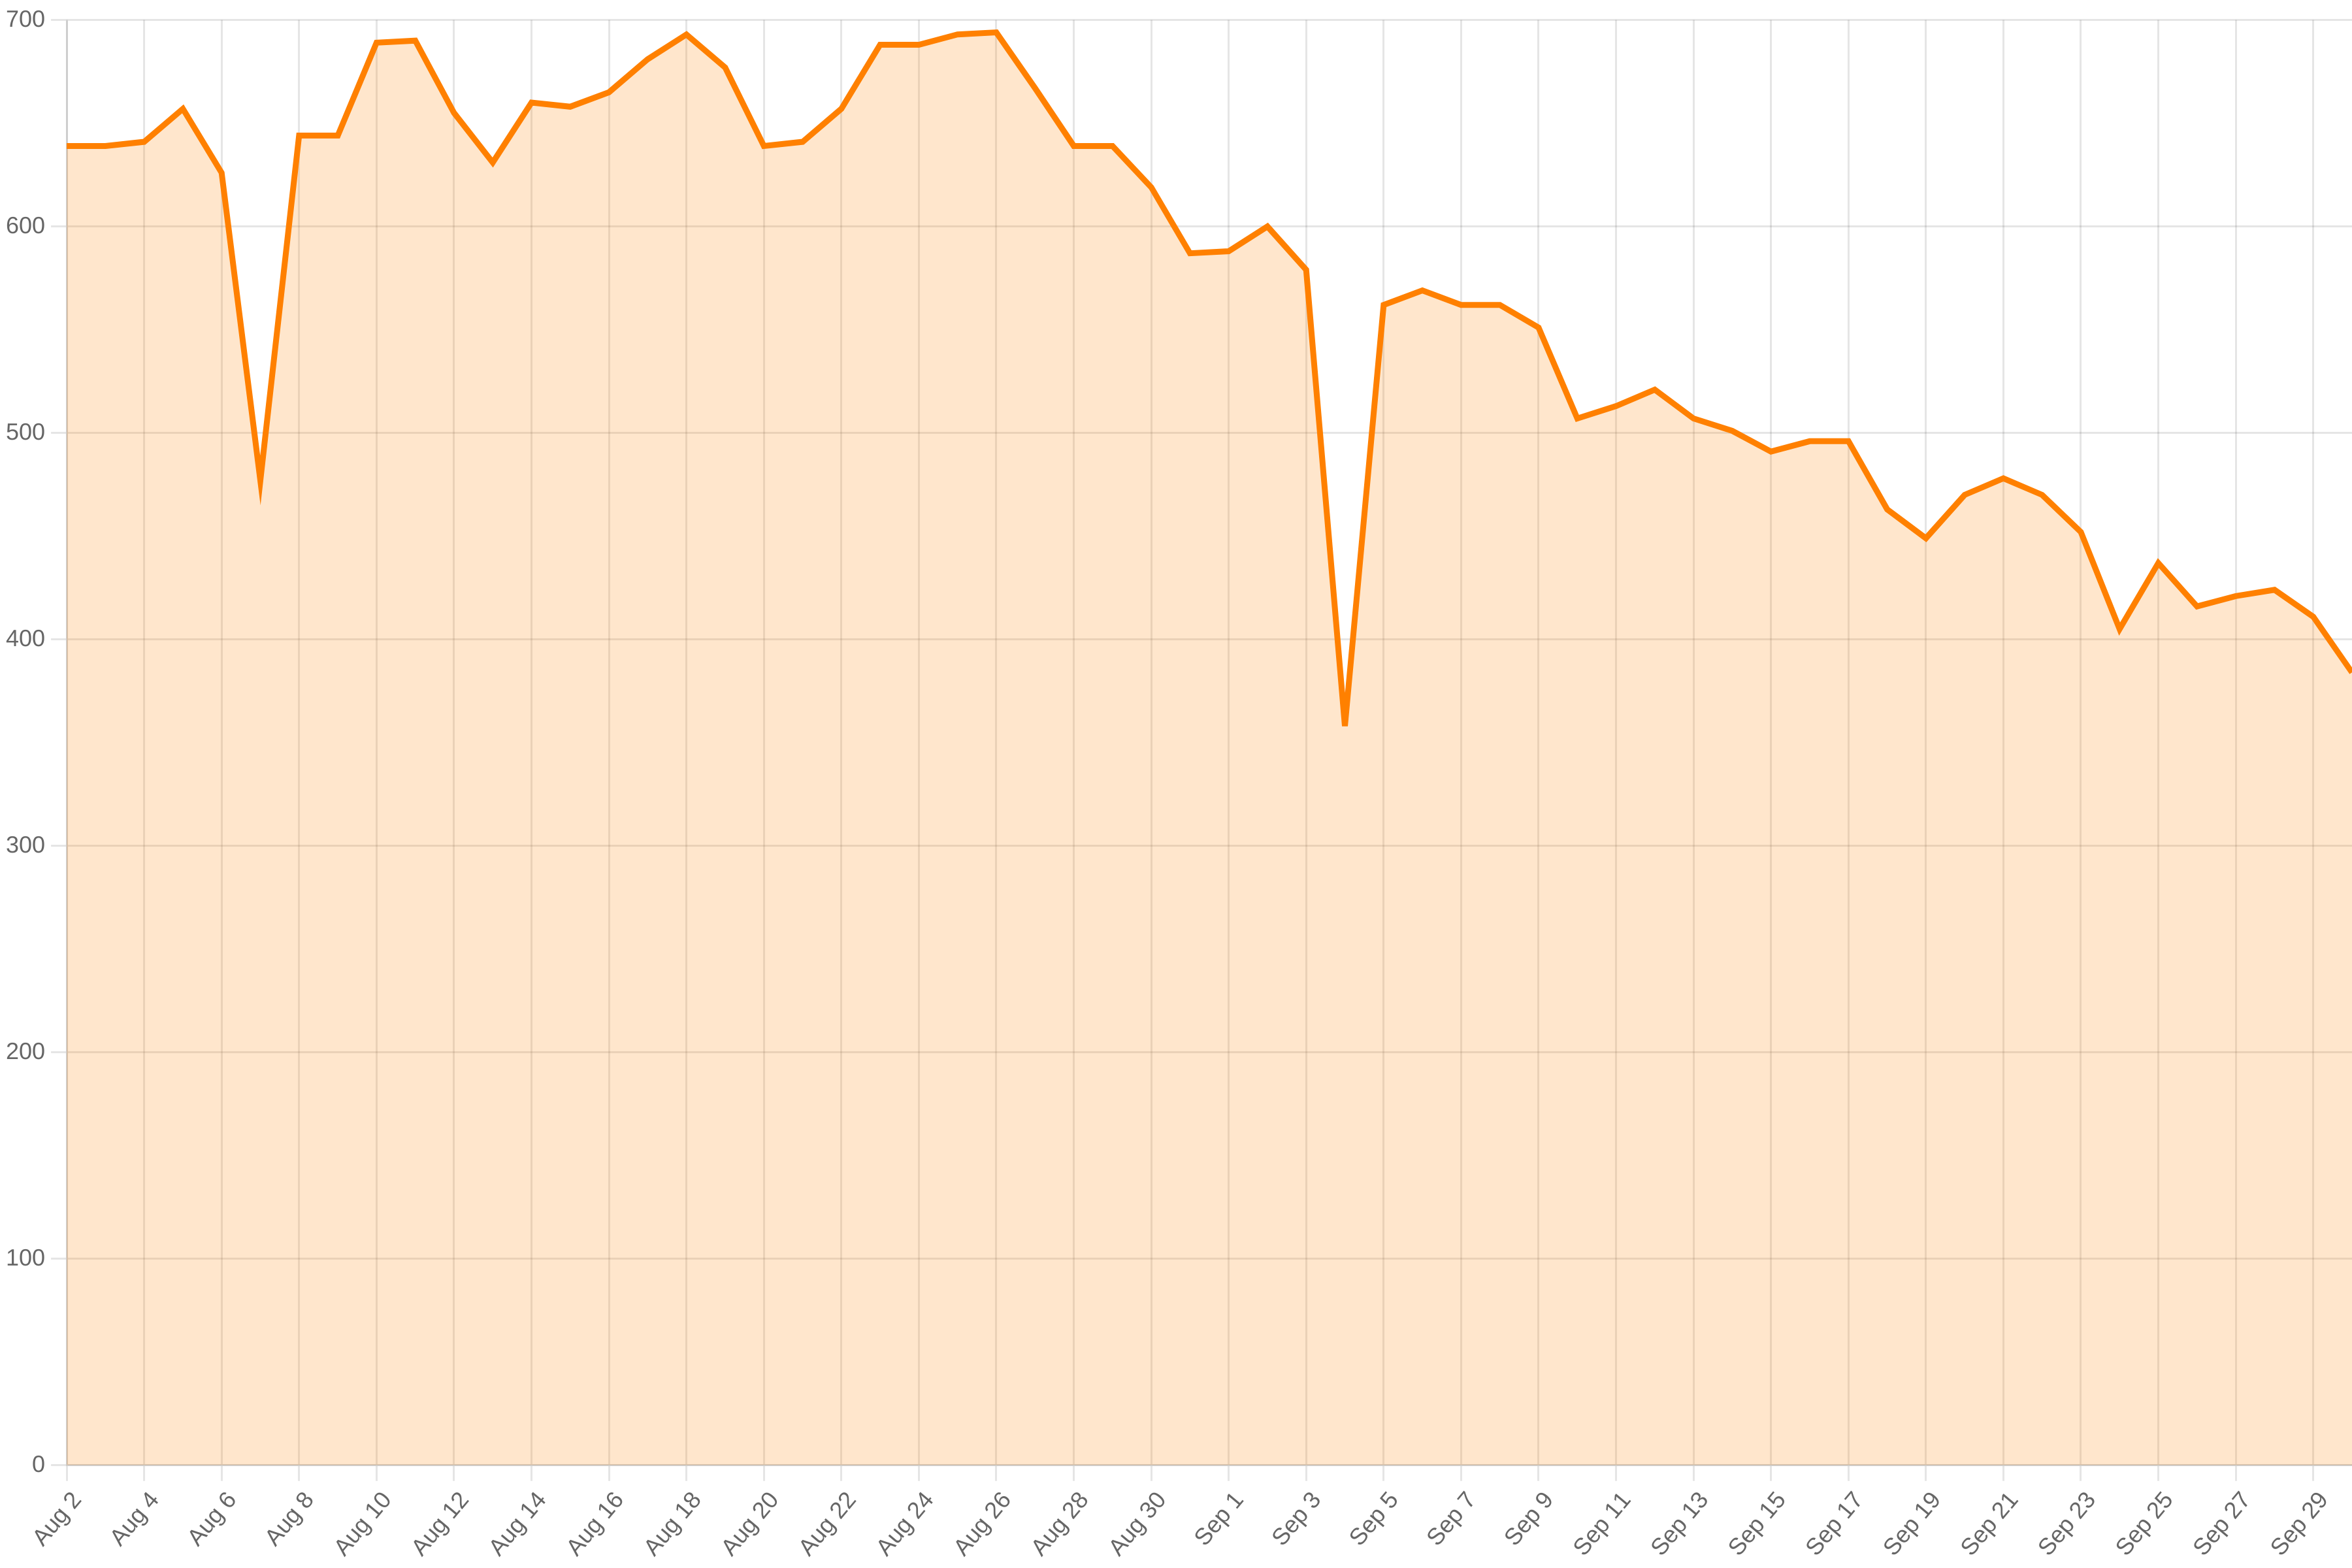 700
600
500
400
300
200
100
0
Aug 2
Aug 4
Aug 6
Aug 8
Aug 10
Aug 12
Aug 14
Aug 16
Aug 18
Aug 20
Aug 22
Aug 24
Aug 26
Aug 28
Aug 30
Sep 1
Sep 3
Sep 5
Sep 7
Sep 9
Sep 11
Sep 13
Sep 15
Sep 17
Sep 19
Sep 21
Sep 23
Sep 25
Sep 27
Sep 29